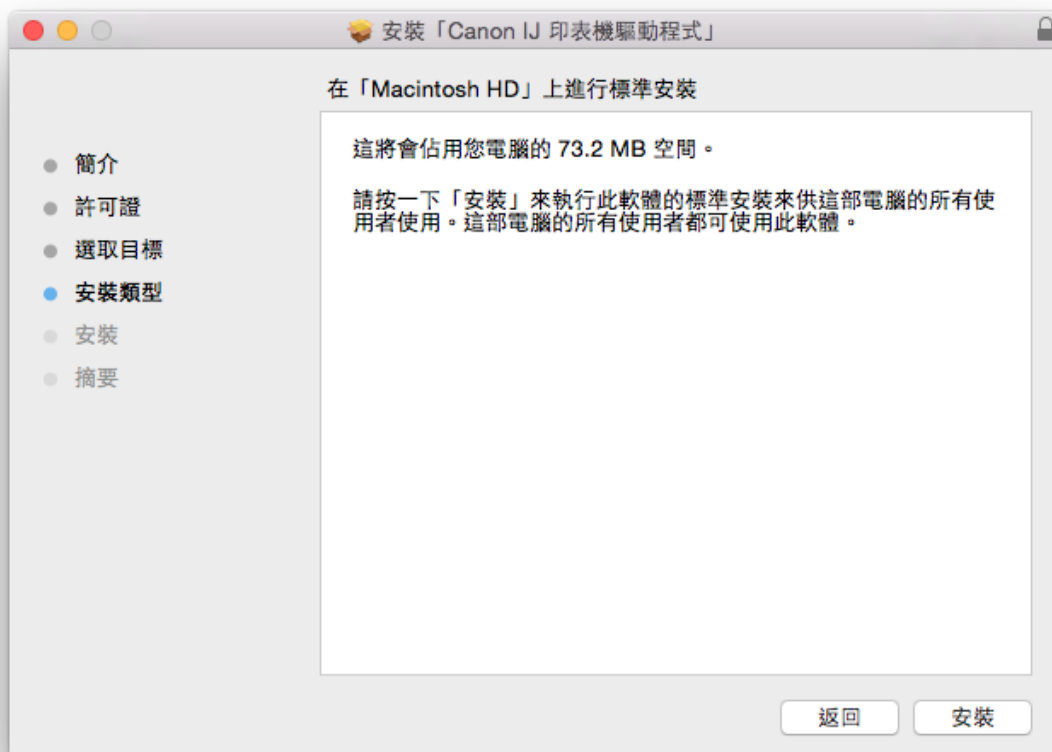 安裝「Canon IJ 印表機驅動程式」
在「Macintosh HD」上進行標準安裝
簡介
許可證
選取目標
安裝類型
安裝
摘要
這將會佔用您電腦的 73.2 MB 空間。
請按一下「安裝」來執行此軟體的標準安裝來供這部電腦的所有使
用者使用。這部電腦的所有使用者都可使用此軟體。
返回
安裝